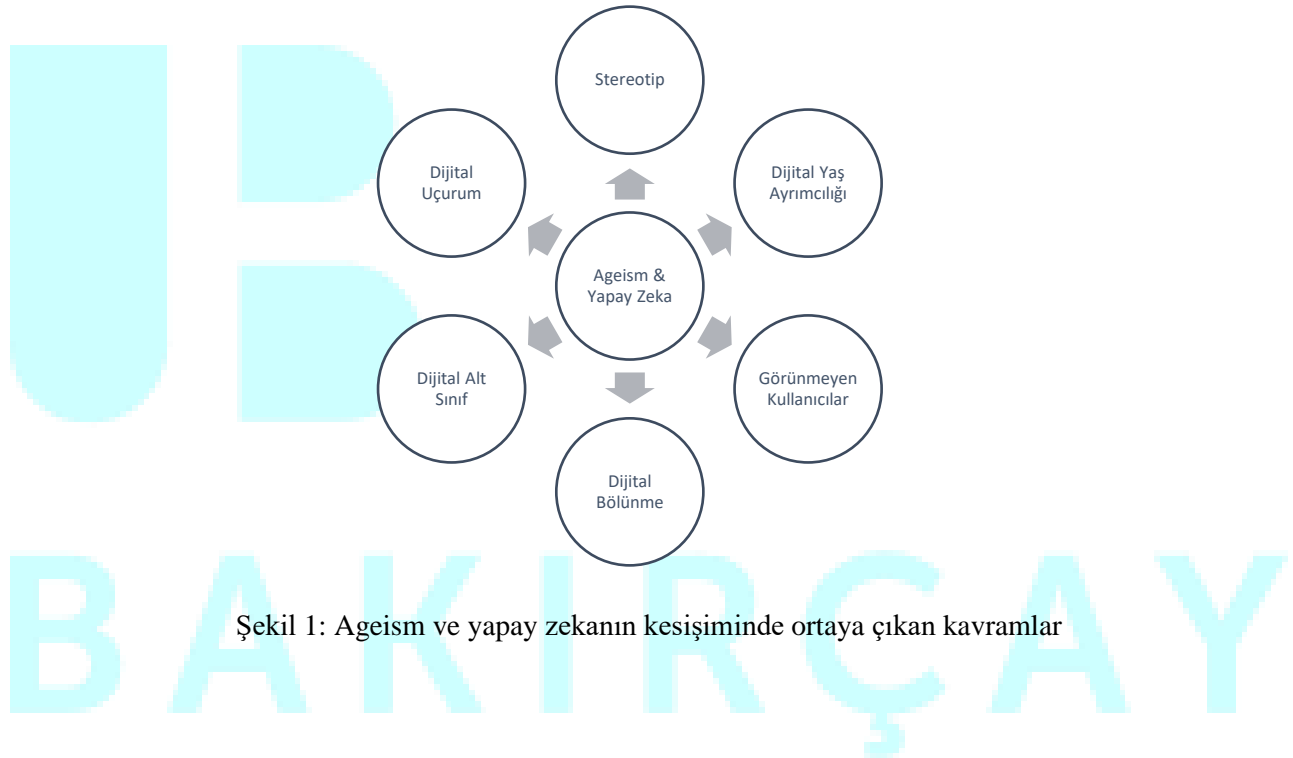 Stereotip
Dijital
Uçurum
Dijital Yaş
Ayrımcılığı
Ageism &
Yapay Zeka
Dijital Alt
Sınıf
Görünmeyen
Kullanıcılar
Dijital
Bölünme
Şekil 1: Ageism ve yapay zekanın kesişiminde ortaya çıkan kavramlar
BAKIRÇAY